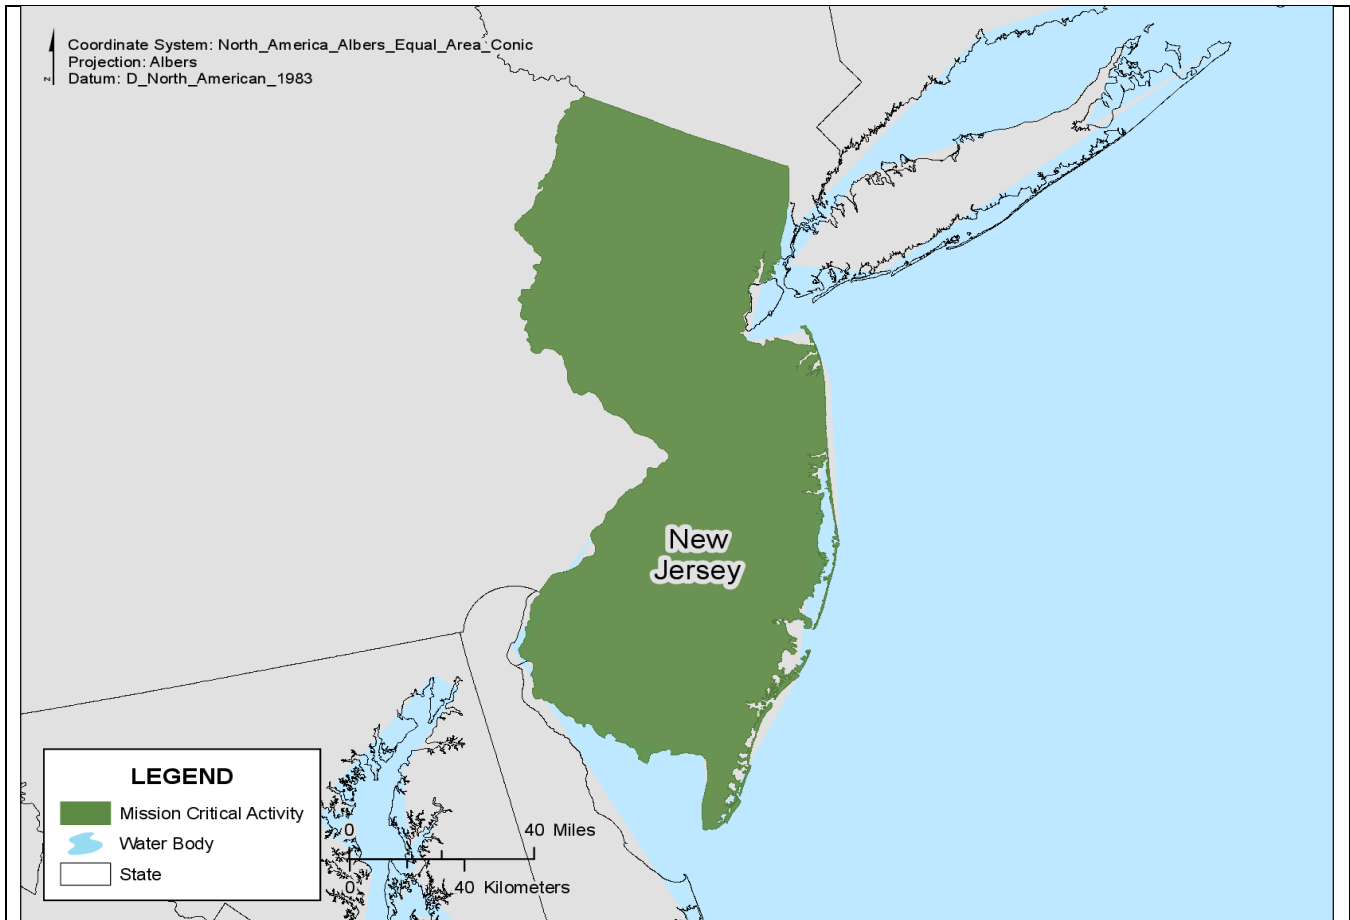 Coordinate System: North_America_Albers_Equal_Area_Conic
Projection: Albers
Datum: D_North_American_1983
N
New
Jersey
LEGEND
Mission Critical Activity
Water Body
State
0 40 Miles
0 40 Kilometers